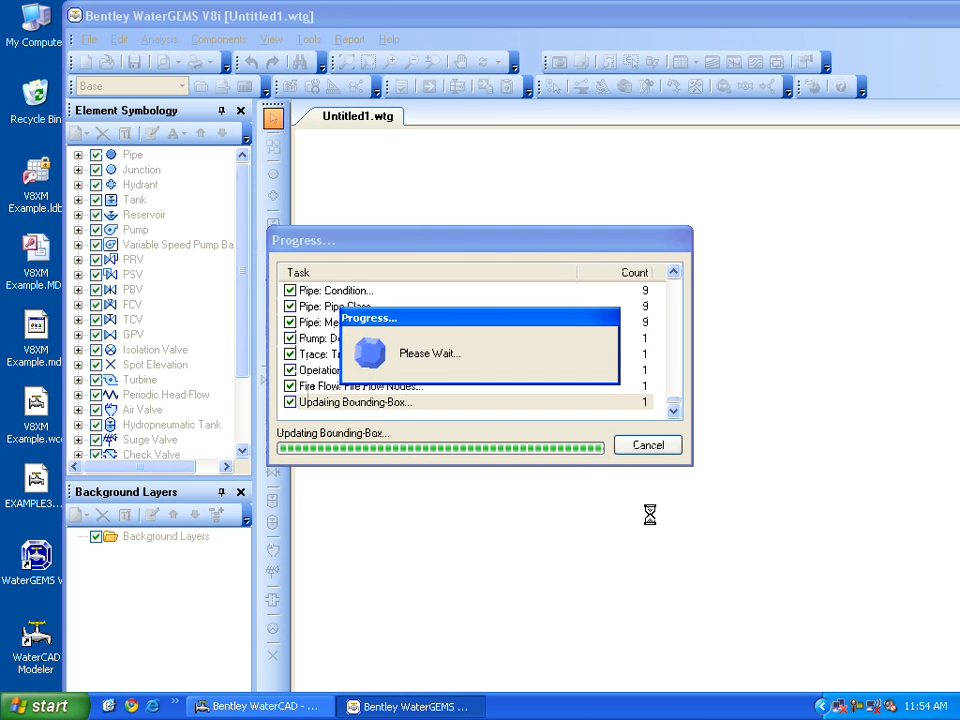 My Compute
Recycle Bin
V8XM
Example.ldb
V8XM
Example.MD
V8XM
Example.md
V8XM
Example.wc
EXAMPLE3...
WaterGEMS V
WaterCAD
Modeler
Bentley WaterGEMS V8i [Untitled1.wtg]
File Edit Analysis Components View Tools Report Help
Base
Element Symbology
Pipe
Junction
Hydrant
Tank
Reservoir
Pump
Variable Speed Pump Ba
PRV
PSV
PBV
FCV
TCV
GPV
Isolation Valve
Spot Elevation
Turbine
Periodic Head-Flow
Air Valve
Hydropneumatic Tank
Surge Valve
Check Valve
Background Layers
Background Layers
Untitled1.wtg
Progress...
Task Count
Pipe: Condition... 9
Pipe: Pipe Class... 9
Pipe: Me 9
Pump: De 1
Trace: Ta 1
Operation 1
Fire Flow: Fire Flow Nodes... 1
Updating Bounding-Box... 1
Updating Bounding-Box...
Cancel
Progress...
Please Wait...
start
Bentley WaterCAD - ...
Bentley WaterGEMS ...
11:54 AM